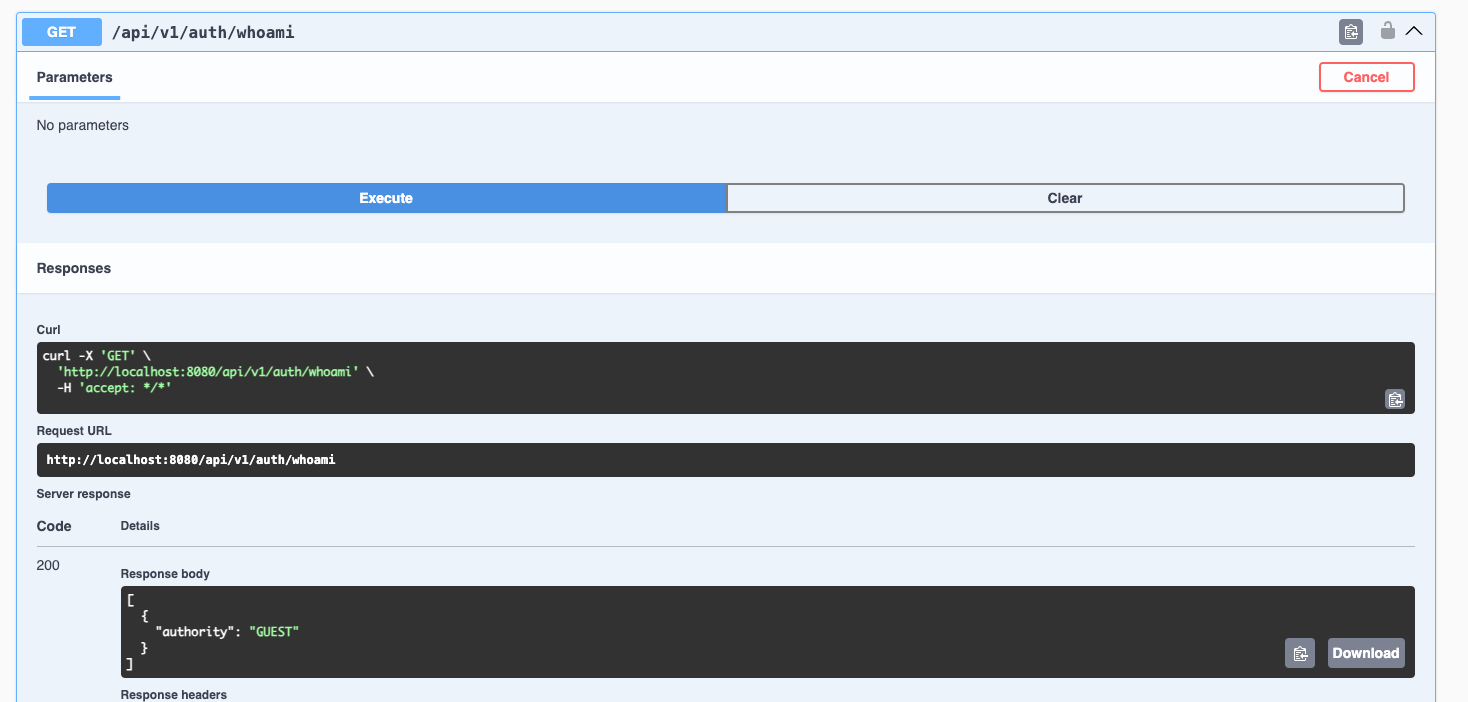 GET /api/v1/auth/whoami
Parameters
Cancel
No parameters
Execute
Clear
Responses
Curl
curl -X 'GET' \
  'http://localhost:8080/api/v1/auth/whoami' \
  -H 'accept: */*'
Request URL
http://localhost:8080/api/v1/auth/whoami
Server response
Code Details
200
Response body
[
  {
    "authority": "GUEST"
  }
]
Download
Response headers